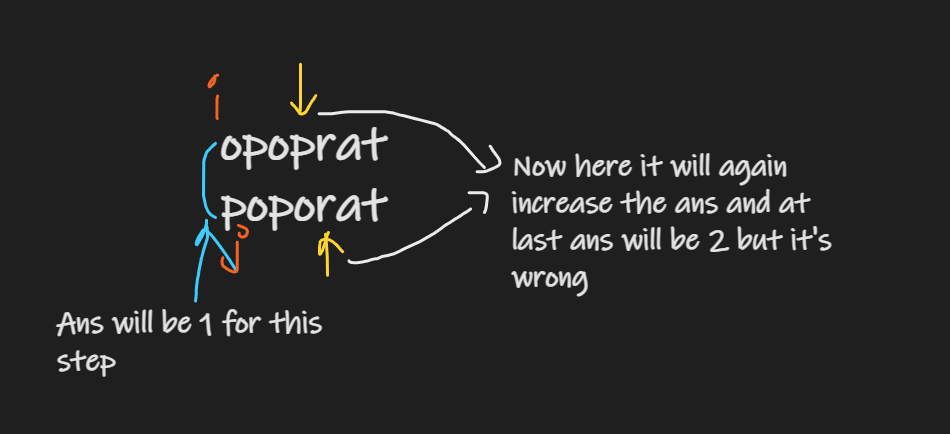 i
opoprat
poporat
j
Now here it will again
increase the ans and at
last ans will be 2 but it's
wrong
Ans will be 1 for this
step